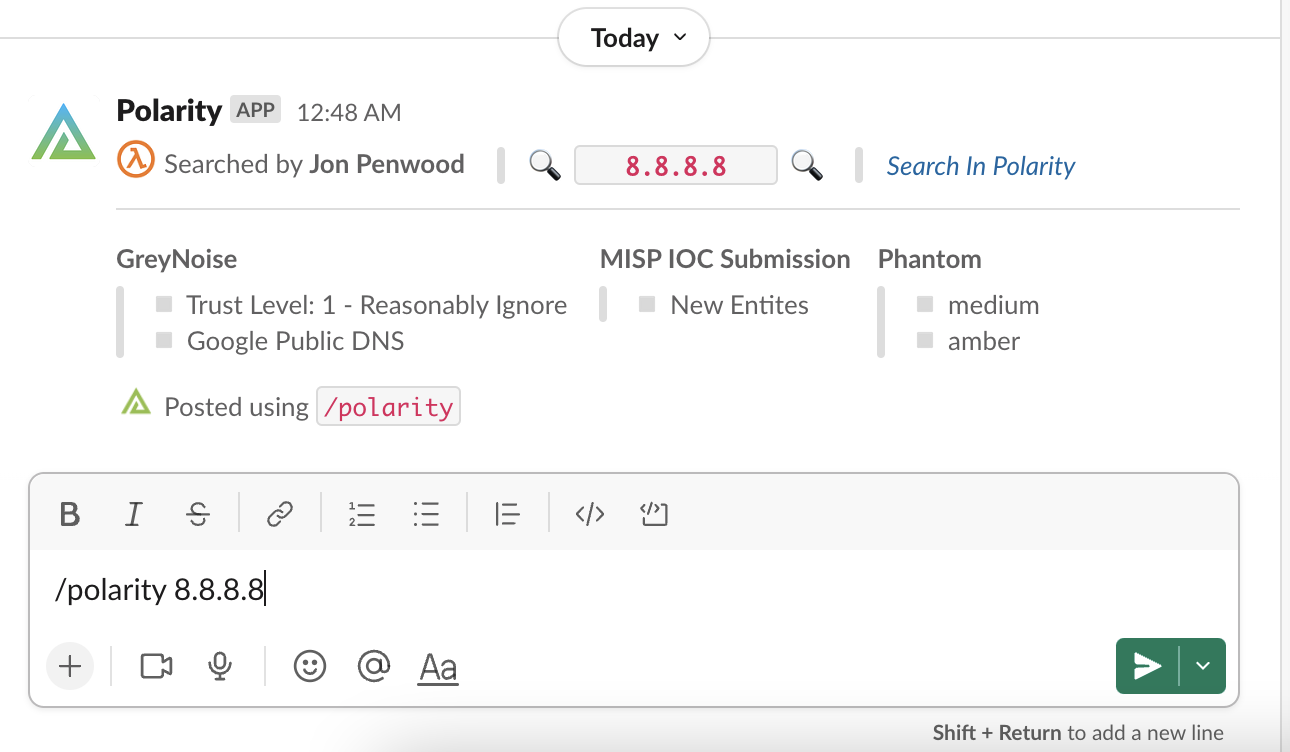 Today
Polarity APP 12:48 AM
Searched by Jon Penwood 8.8.8.8 Search In Polarity
GreyNoise MISP IOC Submission Phantom
Trust Level: 1 - Reasonably Ignore New Entites medium
Google Public DNS amber
Posted using /polarity
/polarity 8.8.8.8
Aa
Shift + Return to add a new line